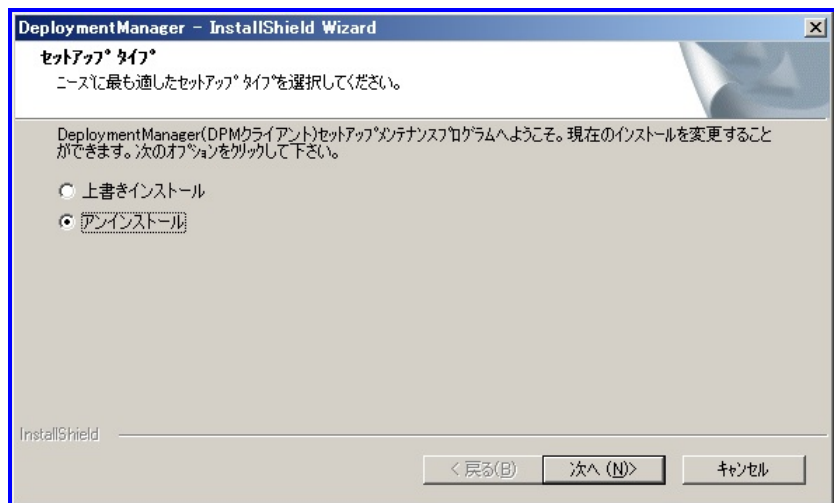 DeploymentManager - InstallShield Wizard
セットアップ タイプ
ニーズに最も適したセットアップ タイプを選択してください。
DeploymentManager(DPMクライアント)セットアップメンテナンスプログラムへようこそ。現在のインストールを変更すること
ができます。次のオプションをクリックして下さい。
上書きインストール
アンインストール
InstallShield
< 戻る(B)
次へ (N)>
キャンセル